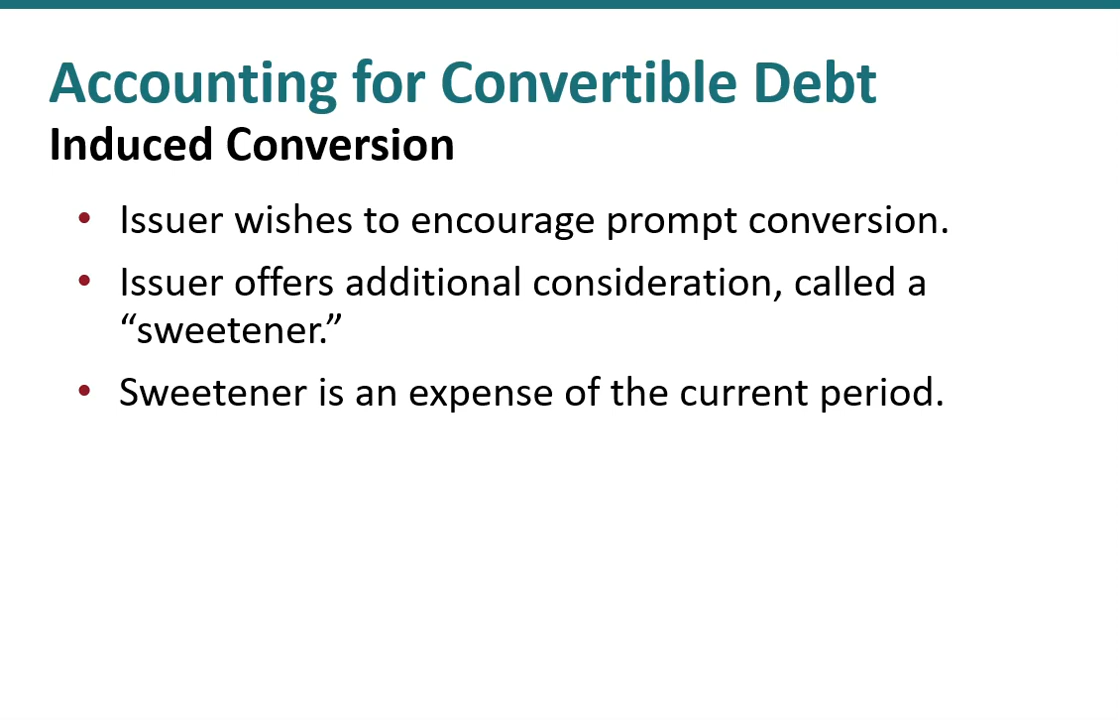 Accounting for Convertible Debt
Induced Conversion
• Issuer wishes to encourage prompt conversion.
• Issuer offers additional consideration, called a
“sweetener.”
• Sweetener is an expense of the current period.